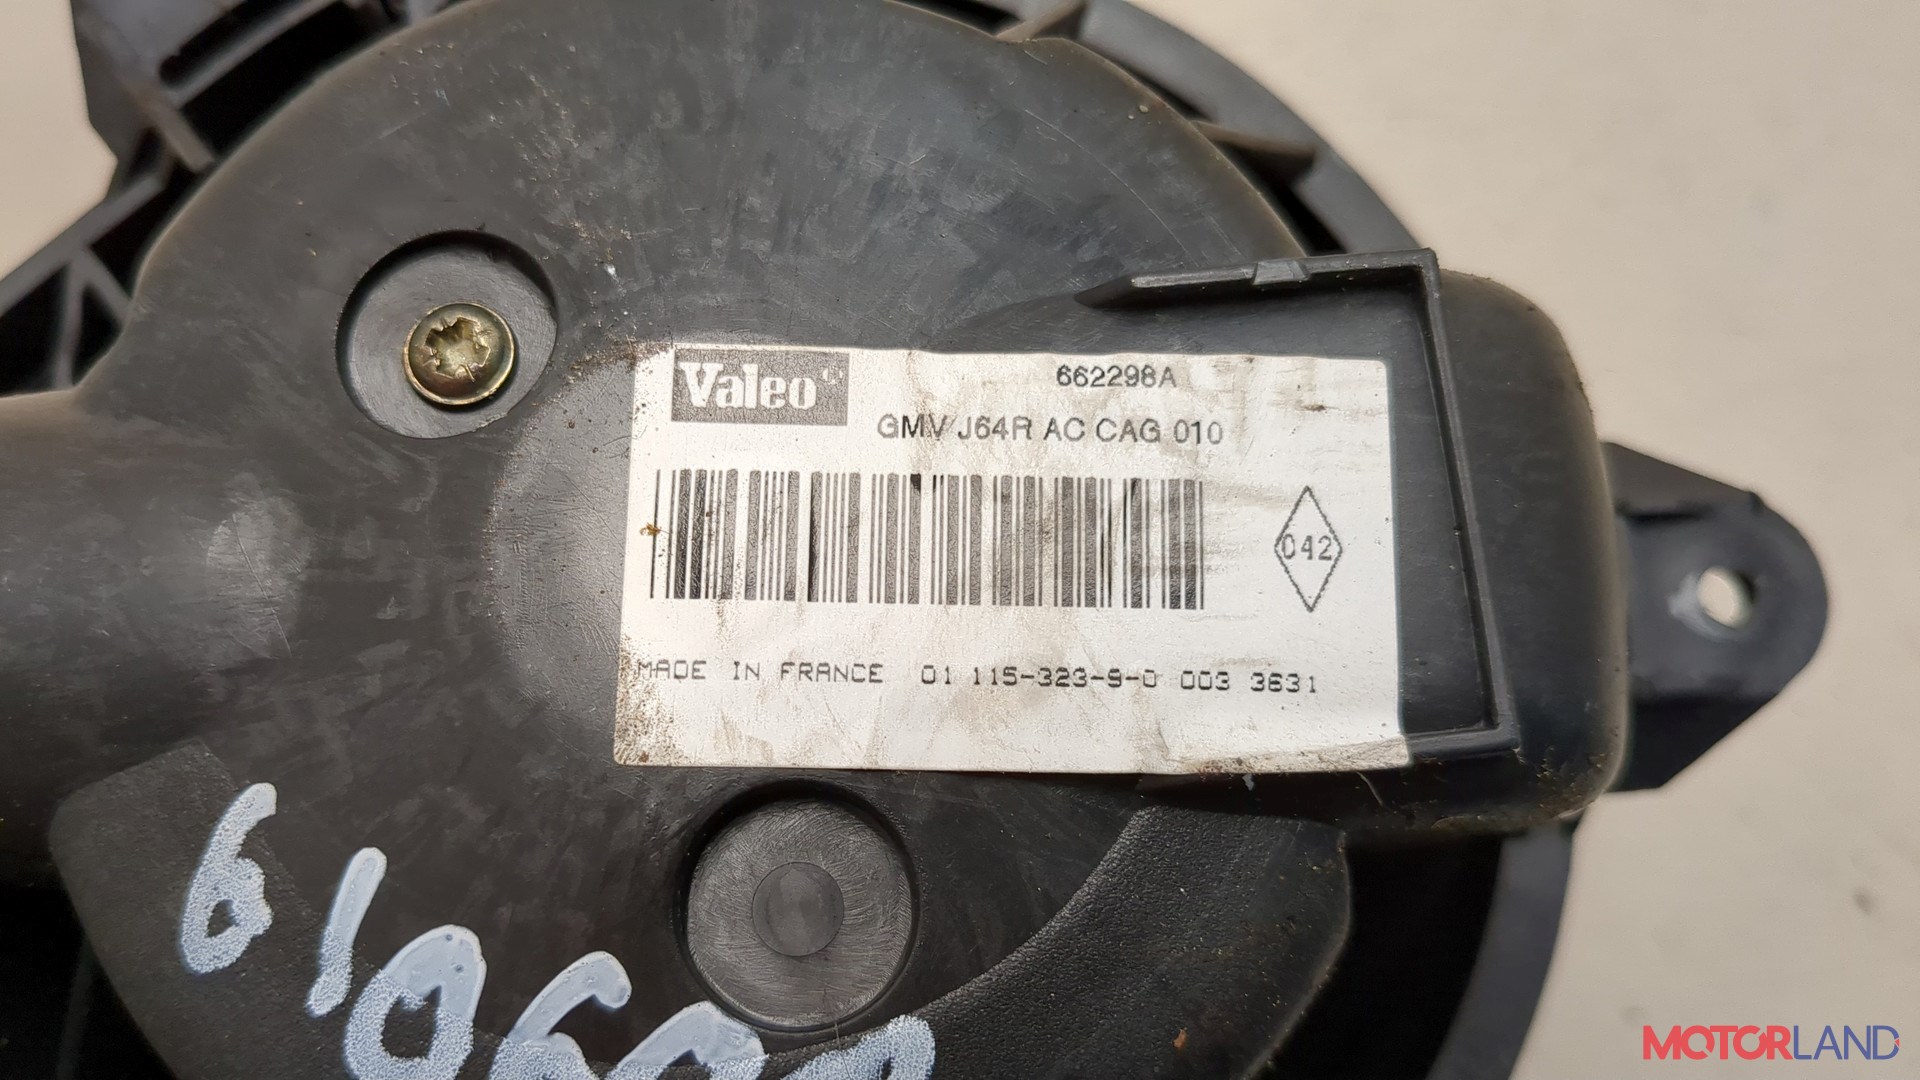 Valeo
662298A
GMV J64R AC CAG 010
042
MADE IN FRANCE 01 115-323-9-0 003 3631
MOTORLAND